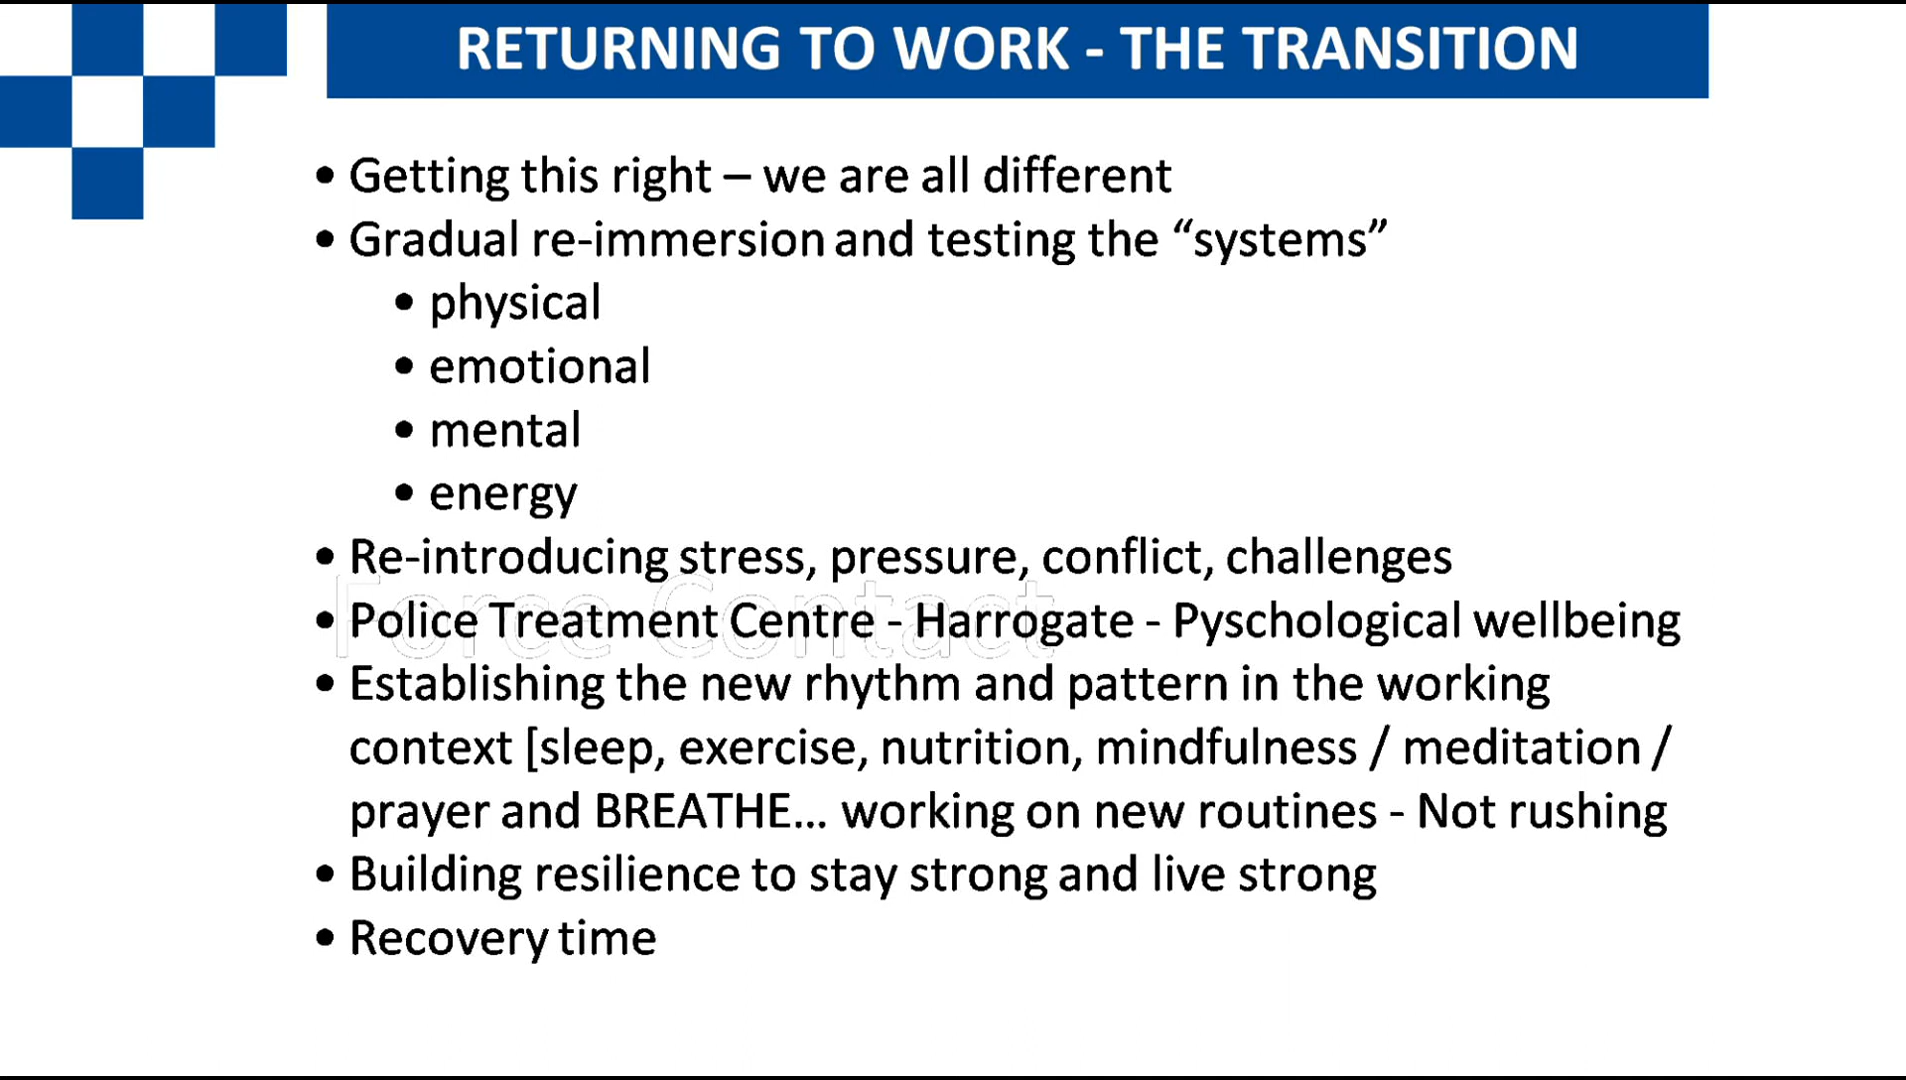 RETURNING TO WORK - THE TRANSITION
• Getting this right – we are all different
• Gradual re-immersion and testing the “systems”
• physical
• emotional
• mental
• energy
• Re-introducing stress, pressure, conflict, challenges
Force Contact
• Police Treatment Centre - Harrogate - Pyschological wellbeing
• Establishing the new rhythm and pattern in the working
context [sleep, exercise, nutrition, mindfulness / meditation /
prayer and BREATHE... working on new routines - Not rushing
• Building resilience to stay strong and live strong
• Recovery time